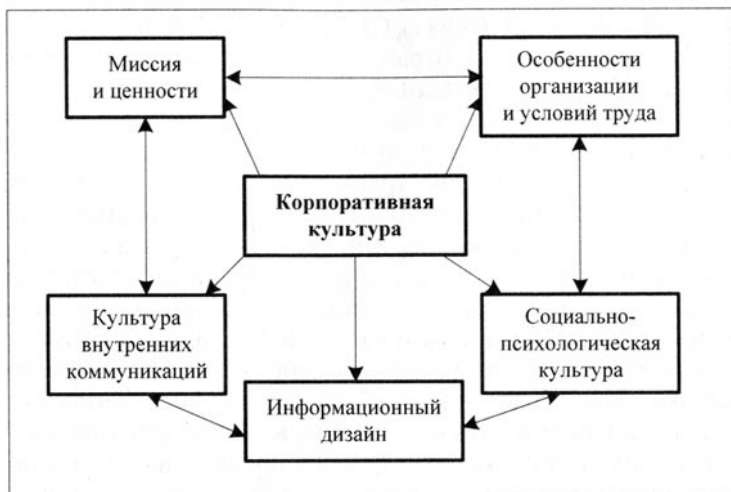 Миссия
и ценности
Особенности
организации
и условий труда
Корпоративная
культура
Культура
внутренних
коммуникаций
Социально-
психологическая
культура
Информационный
дизайн